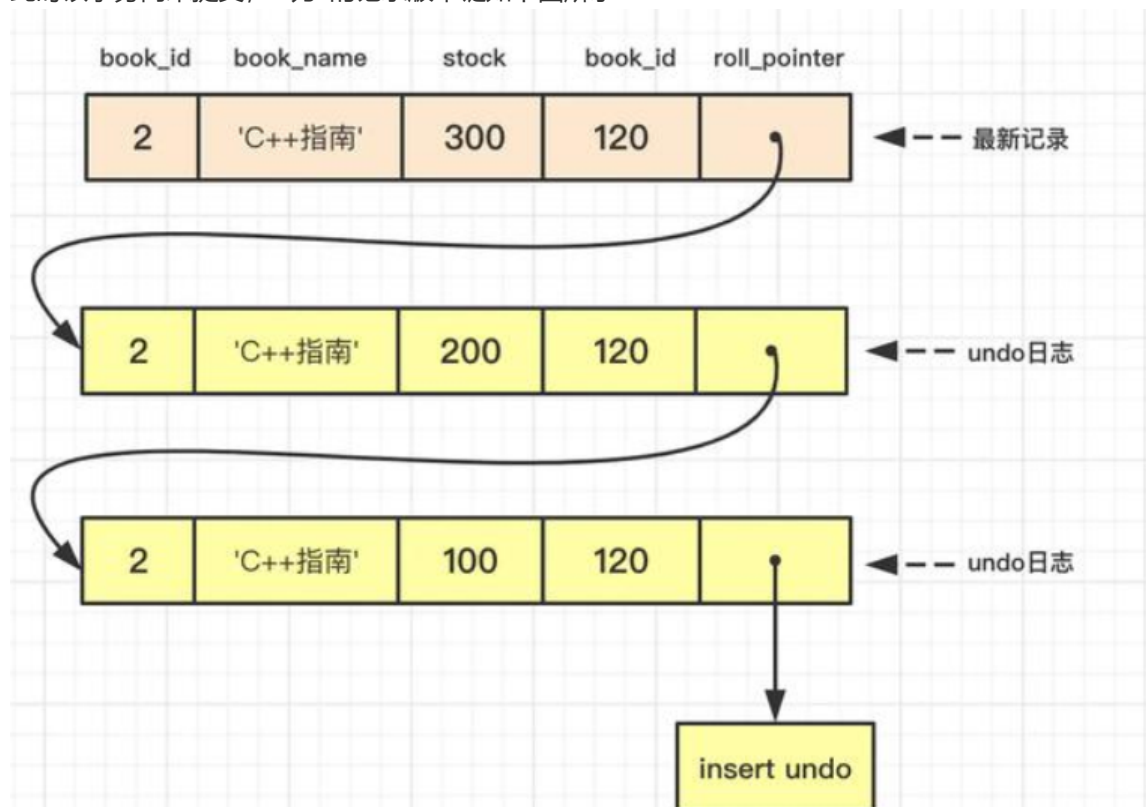 book_id book_name stock book_id roll_pointer
2 'C++指南' 300 120 最新记录
2 'C++指南' 200 120 undo日志
2 'C++指南' 100 120 undo日志
insert undo